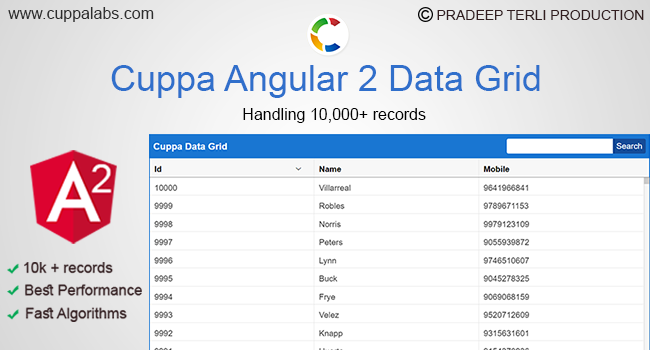 www.cuppalabs.com
© PRADEEP TERLI PRODUCTION
Cuppa Angular 2 Data Grid
Handling 10,000+ records
A2
10k + records
Best Performance
Fast Algorithms
Cuppa Data Grid Search
Id Name Mobile
10000 Villarreal 9641966841
9999 Robles 9789671153
9998 Norris 9979123109
9997 Peters 9055939872
9996 Lynn 9746510607
9995 Buck 9045278325
9994 Frye 9069068159
9993 Velez 9520712609
9992 Knapp 9315631601